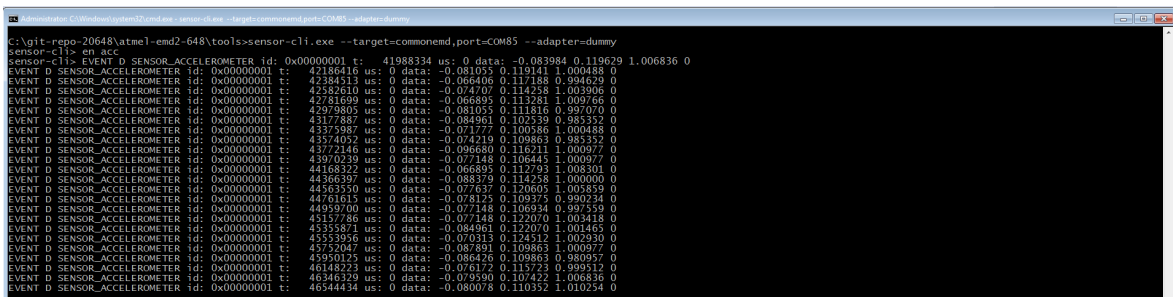 Administrator: C:\Windows\system32\cmd.exe - sensor-cli.exe --target=commonemd,port=COM85 --adapter=dummy
C:\git-repo-20648\atmel-emd2-648\tools>sensor-cli.exe --target=commonemd,port=COM85 --adapter=dummy
sensor-cli> en acc
sensor-cli> EVENT D SENSOR_ACCELEROMETER id: 0x00000001 t: 41988334 us: 0 data: -0.083984 0.119629 1.006836 0
EVENT D SENSOR_ACCELEROMETER id: 0x00000001 t: 42186416 us: 0 data: -0.081055 0.119141 1.000488 0
EVENT D SENSOR_ACCELEROMETER id: 0x00000001 t: 42384513 us: 0 data: -0.066406 0.117188 0.994629 0
EVENT D SENSOR_ACCELEROMETER id: 0x00000001 t: 42582610 us: 0 data: -0.074707 0.114258 1.003906 0
EVENT D SENSOR_ACCELEROMETER id: 0x00000001 t: 42781699 us: 0 data: -0.066895 0.113281 1.009766 0
EVENT D SENSOR_ACCELEROMETER id: 0x00000001 t: 42979805 us: 0 data: -0.081055 0.111816 0.997070 0
EVENT D SENSOR_ACCELEROMETER id: 0x00000001 t: 43177887 us: 0 data: -0.084961 0.102539 0.985352 0
EVENT D SENSOR_ACCELEROMETER id: 0x00000001 t: 43375987 us: 0 data: -0.071777 0.100586 1.000488 0
EVENT D SENSOR_ACCELEROMETER id: 0x00000001 t: 43574052 us: 0 data: -0.074219 0.109863 0.985352 0
EVENT D SENSOR_ACCELEROMETER id: 0x00000001 t: 43772146 us: 0 data: -0.096680 0.116211 1.000977 0
EVENT D SENSOR_ACCELEROMETER id: 0x00000001 t: 43970239 us: 0 data: -0.077148 0.106445 1.000977 0
EVENT D SENSOR_ACCELEROMETER id: 0x00000001 t: 44168322 us: 0 data: -0.066895 0.112793 1.008301 0
EVENT D SENSOR_ACCELEROMETER id: 0x00000001 t: 44366397 us: 0 data: -0.088379 0.114258 1.000000 0
EVENT D SENSOR_ACCELEROMETER id: 0x00000001 t: 44563550 us: 0 data: -0.077637 0.120605 1.005859 0
EVENT D SENSOR_ACCELEROMETER id: 0x00000001 t: 44761615 us: 0 data: -0.078125 0.109375 0.990234 0
EVENT D SENSOR_ACCELEROMETER id: 0x00000001 t: 44959700 us: 0 data: -0.077148 0.106934 0.997559 0
EVENT D SENSOR_ACCELEROMETER id: 0x00000001 t: 45157786 us: 0 data: -0.077148 0.122070 1.003418 0
EVENT D SENSOR_ACCELEROMETER id: 0x00000001 t: 45355871 us: 0 data: -0.084961 0.122070 1.001465 0
EVENT D SENSOR_ACCELEROMETER id: 0x00000001 t: 45553956 us: 0 data: -0.070313 0.124512 1.002930 0
EVENT D SENSOR_ACCELEROMETER id: 0x00000001 t: 45752047 us: 0 data: -0.087891 0.109863 1.000977 0
EVENT D SENSOR_ACCELEROMETER id: 0x00000001 t: 45950125 us: 0 data: -0.086426 0.109863 0.980957 0
EVENT D SENSOR_ACCELEROMETER id: 0x00000001 t: 46148223 us: 0 data: -0.076172 0.115723 0.999512 0
EVENT D SENSOR_ACCELEROMETER id: 0x00000001 t: 46346329 us: 0 data: -0.079590 0.107422 1.006836 0
EVENT D SENSOR_ACCELEROMETER id: 0x00000001 t: 46544434 us: 0 data: -0.080078 0.110352 1.010254 0